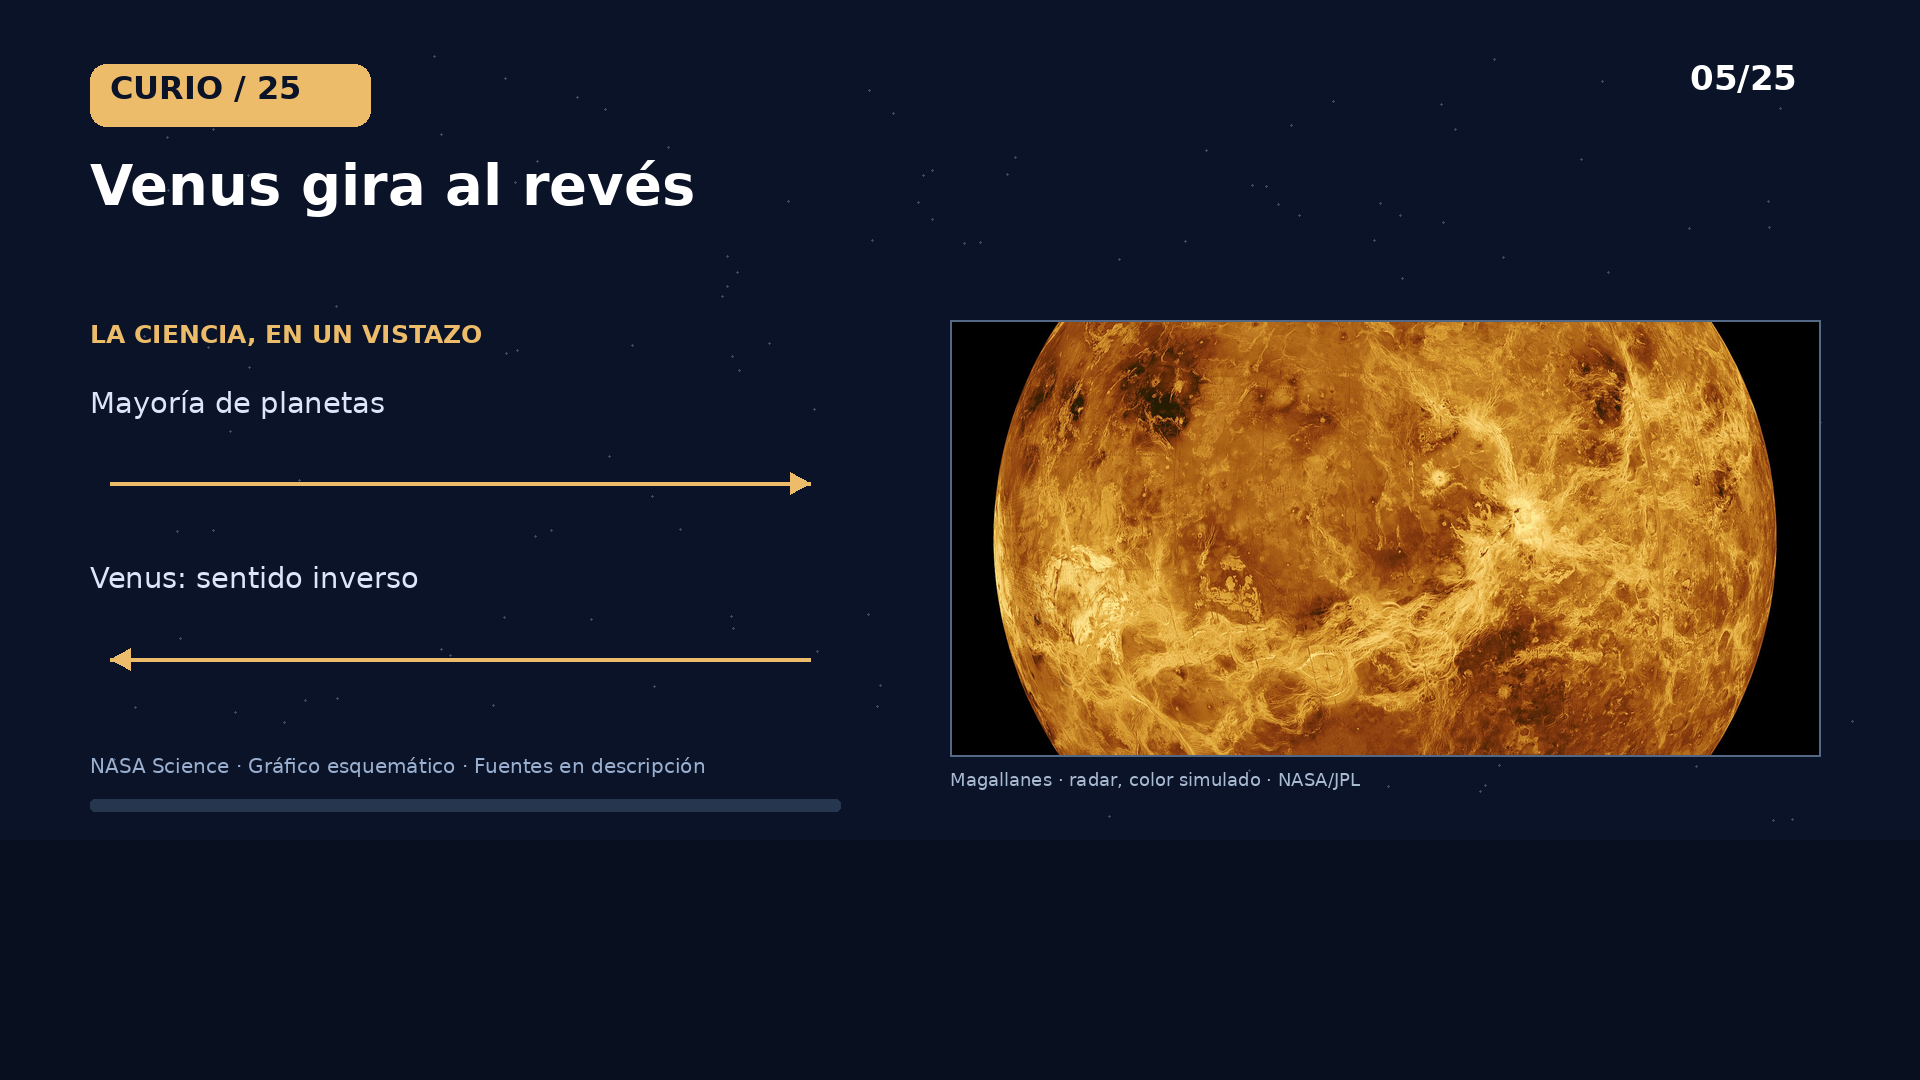 CURIO / 25
05/25
Venus gira al revés
LA CIENCIA, EN UN VISTAZO
Mayoría de planetas
Venus: sentido inverso
NASA Science · Gráfico esquemático · Fuentes en descripción
Magallanes · radar, color simulado · NASA/JPL